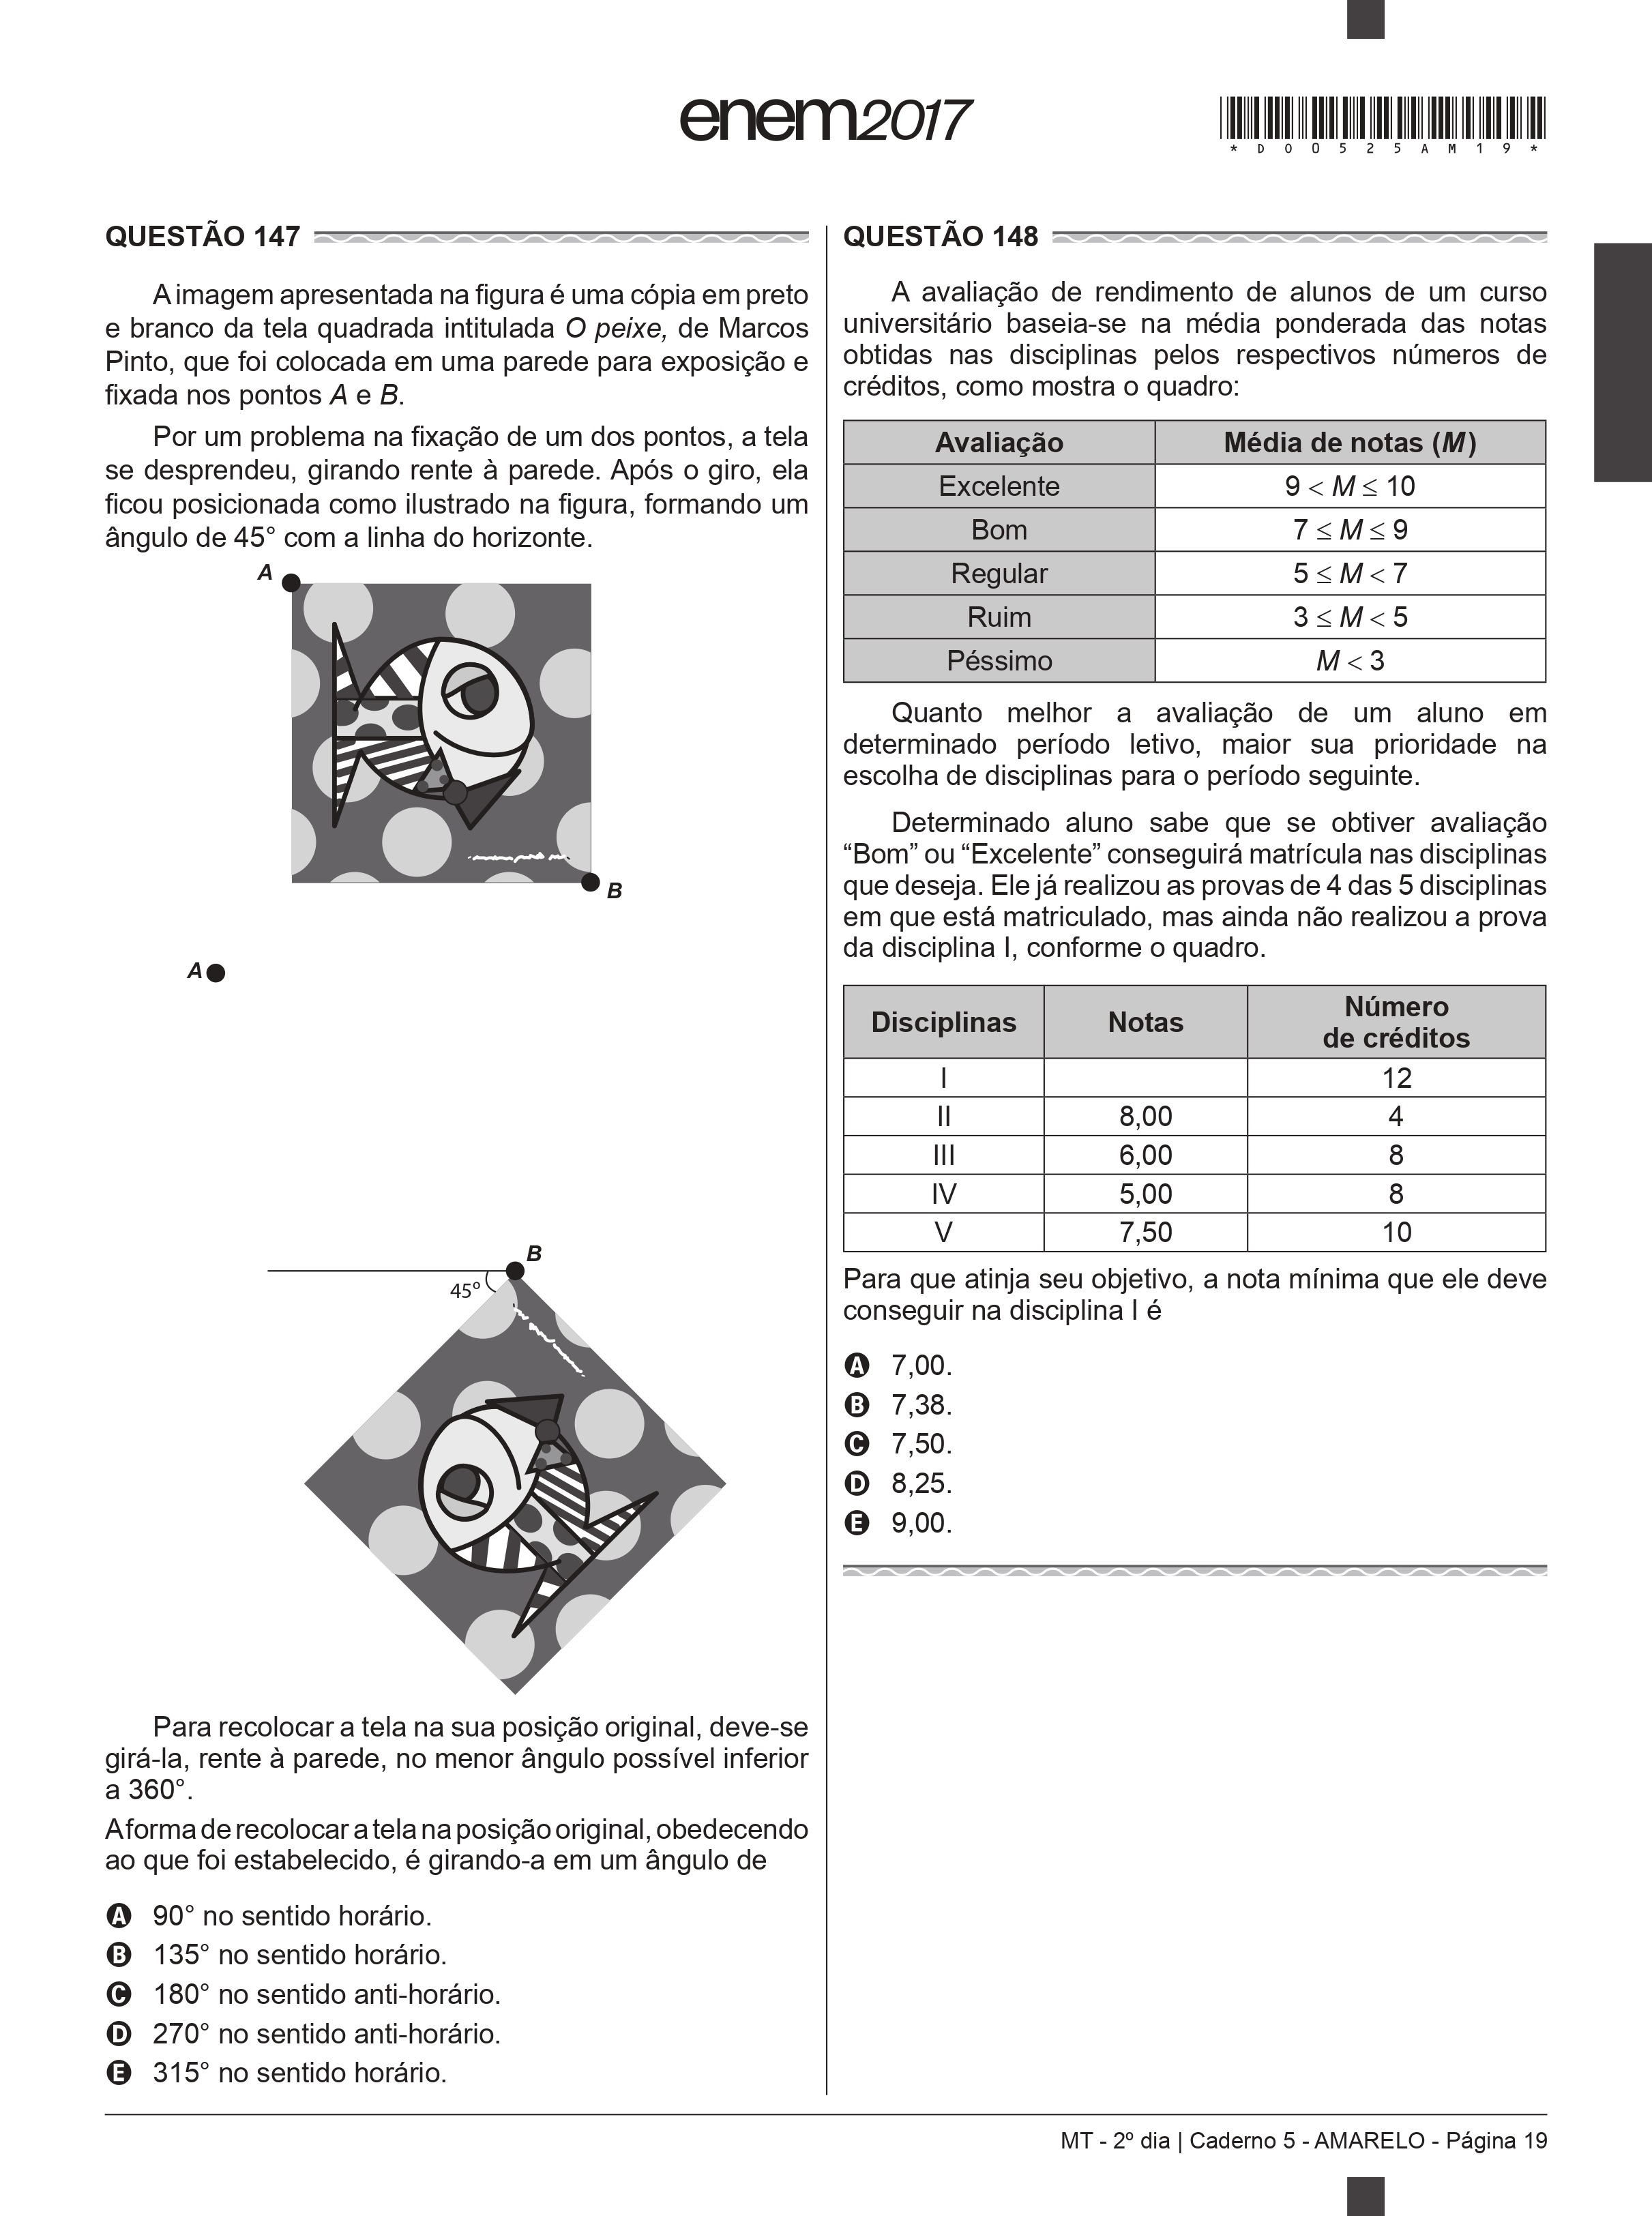 enem2017
* D O 0 5 2 5 A M 1 9 *
QUESTÃO 147
A imagem apresentada na figura é uma cópia em preto
e branco da tela quadrada intitulada O peixe, de Marcos
Pinto, que foi colocada em uma parede para exposição e
fixada nos pontos A e B.
Por um problema na fixação de um dos pontos, a tela
se desprendeu, girando rente à parede. Após o giro, ela
ficou posicionada como ilustrado na figura, formando um
ângulo de 45° com a linha do horizonte.
A
B
A
B
45º
Para recolocar a tela na sua posição original, deve-se
girá-la, rente à parede, no menor ângulo possível inferior
a 360°.
A forma de recolocar a tela na posição original, obedecendo
ao que foi estabelecido, é girando-a em um ângulo de
A 90° no sentido horário.
B 135° no sentido horário.
C 180° no sentido anti-horário.
D 270° no sentido anti-horário.
E 315° no sentido horário.
QUESTÃO 148
A avaliação de rendimento de alunos de um curso
universitário baseia-se na média ponderada das notas
obtidas nas disciplinas pelos respectivos números de
créditos, como mostra o quadro:
Avaliação Média de notas (M)
Excelente 9 < M ≤ 10
Bom 7 ≤ M ≤ 9
Regular 5 ≤ M < 7
Ruim 3 ≤ M < 5
Péssimo M < 3
Quanto melhor a avaliação de um aluno em
determinado período letivo, maior sua prioridade na
escolha de disciplinas para o período seguinte.
Determinado aluno sabe que se obtiver avaliação
“Bom” ou “Excelente” conseguirá matrícula nas disciplinas
que deseja. Ele já realizou as provas de 4 das 5 disciplinas
em que está matriculado, mas ainda não realizou a prova
da disciplina I, conforme o quadro.
Disciplinas Notas Número
de créditos
I 12
II 8,00 4
III 6,00 8
IV 5,00 8
V 7,50 10
Para que atinja seu objetivo, a nota mínima que ele deve
conseguir na disciplina I é
A 7,00.
B 7,38.
C 7,50.
D 8,25.
E 9,00.
MT - 2º dia | Caderno 5 - AMARELO - Página 19